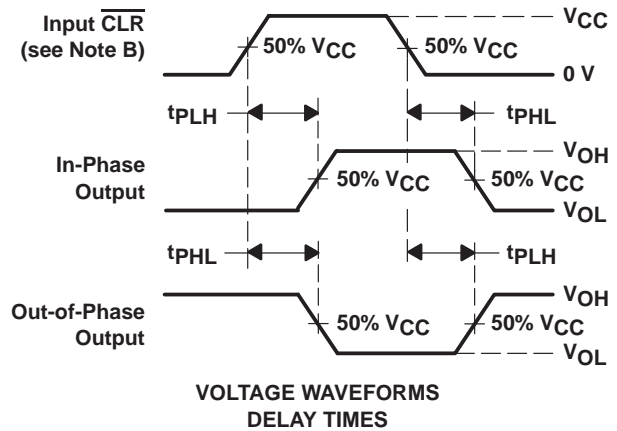 Input CLR
(see Note B)
50% VCC
50% VCC
VCC
0 V
tPLH
tPHL
In-Phase
Output
50% VCC
50% VCC
VOH
VOL
tPHL
tPLH
Out-of-Phase
Output
50% VCC
50% VCC
VOH
VOL
VOLTAGE WAVEFORMS
DELAY TIMES